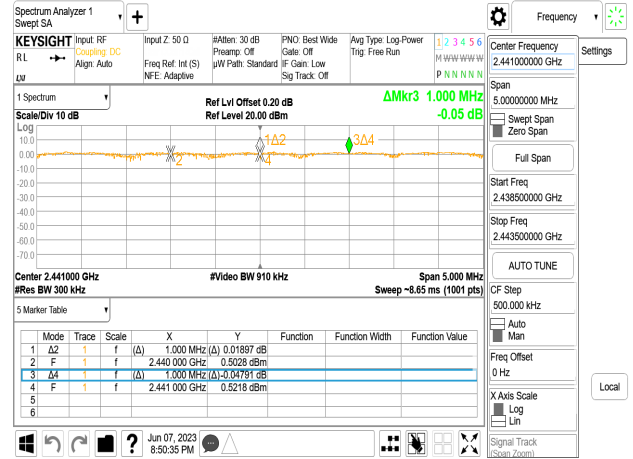 Spectrum Analyzer 1
Swept SA
Frequency
KEYSIGHT
RL
Input: RF
Coupling: DC
Align: Auto
Input Z: 50 Ω
Freq Ref: Int (S)
NFE: Adaptive
#Atten: 30 dB
Preamp: Off
µW Path: Standard
PNO: Best Wide
Gate: Off
IF Gain: Low
Sig Track: Off
Avg Type: Log-Power
Trig: Free Run
1 2 3 4 5 6
M W W W W W
P N N N N N
1 Spectrum
Scale/Div 10 dB
Ref Lvl Offset 0.20 dB
Ref Level 20.00 dBm
ΔMkr3 1.000 MHz
-0.05 dB
Log
10.0
0.00
-10.0
-20.0
-30.0
-40.0
-50.0
-60.0
-70.0
2
1Δ2
4
3Δ4
Center 2.441000 GHz
#Res BW 300 kHz
#Video BW 910 kHz
Span 5.000 MHz
Sweep ~8.65 ms (1001 pts)
5 Marker Table
Mode Trace Scale X Y Function Function Width Function Value
1 Δ2 1 f (Δ) 1.000 MHz (Δ) 0.01897 dB
2 F 1 f 2.440 000 GHz 0.5028 dBm
3 Δ4 1 f (Δ) 1.000 MHz (Δ) -0.04791 dB
4 F 1 f 2.441 000 GHz 0.5218 dBm
5
6
Jun 07, 2023
8:50:35 PM
Center Frequency
2.441000000 GHz
Settings
Span
5.00000000 MHz
Swept Span
Zero Span
Full Span
Start Freq
2.438500000 GHz
Stop Freq
2.443500000 GHz
AUTO TUNE
CF Step
500.000 kHz
Auto
Man
Freq Offset
0 Hz
X Axis Scale
Log
Lin
Local
Signal Track
(Span Zoom)